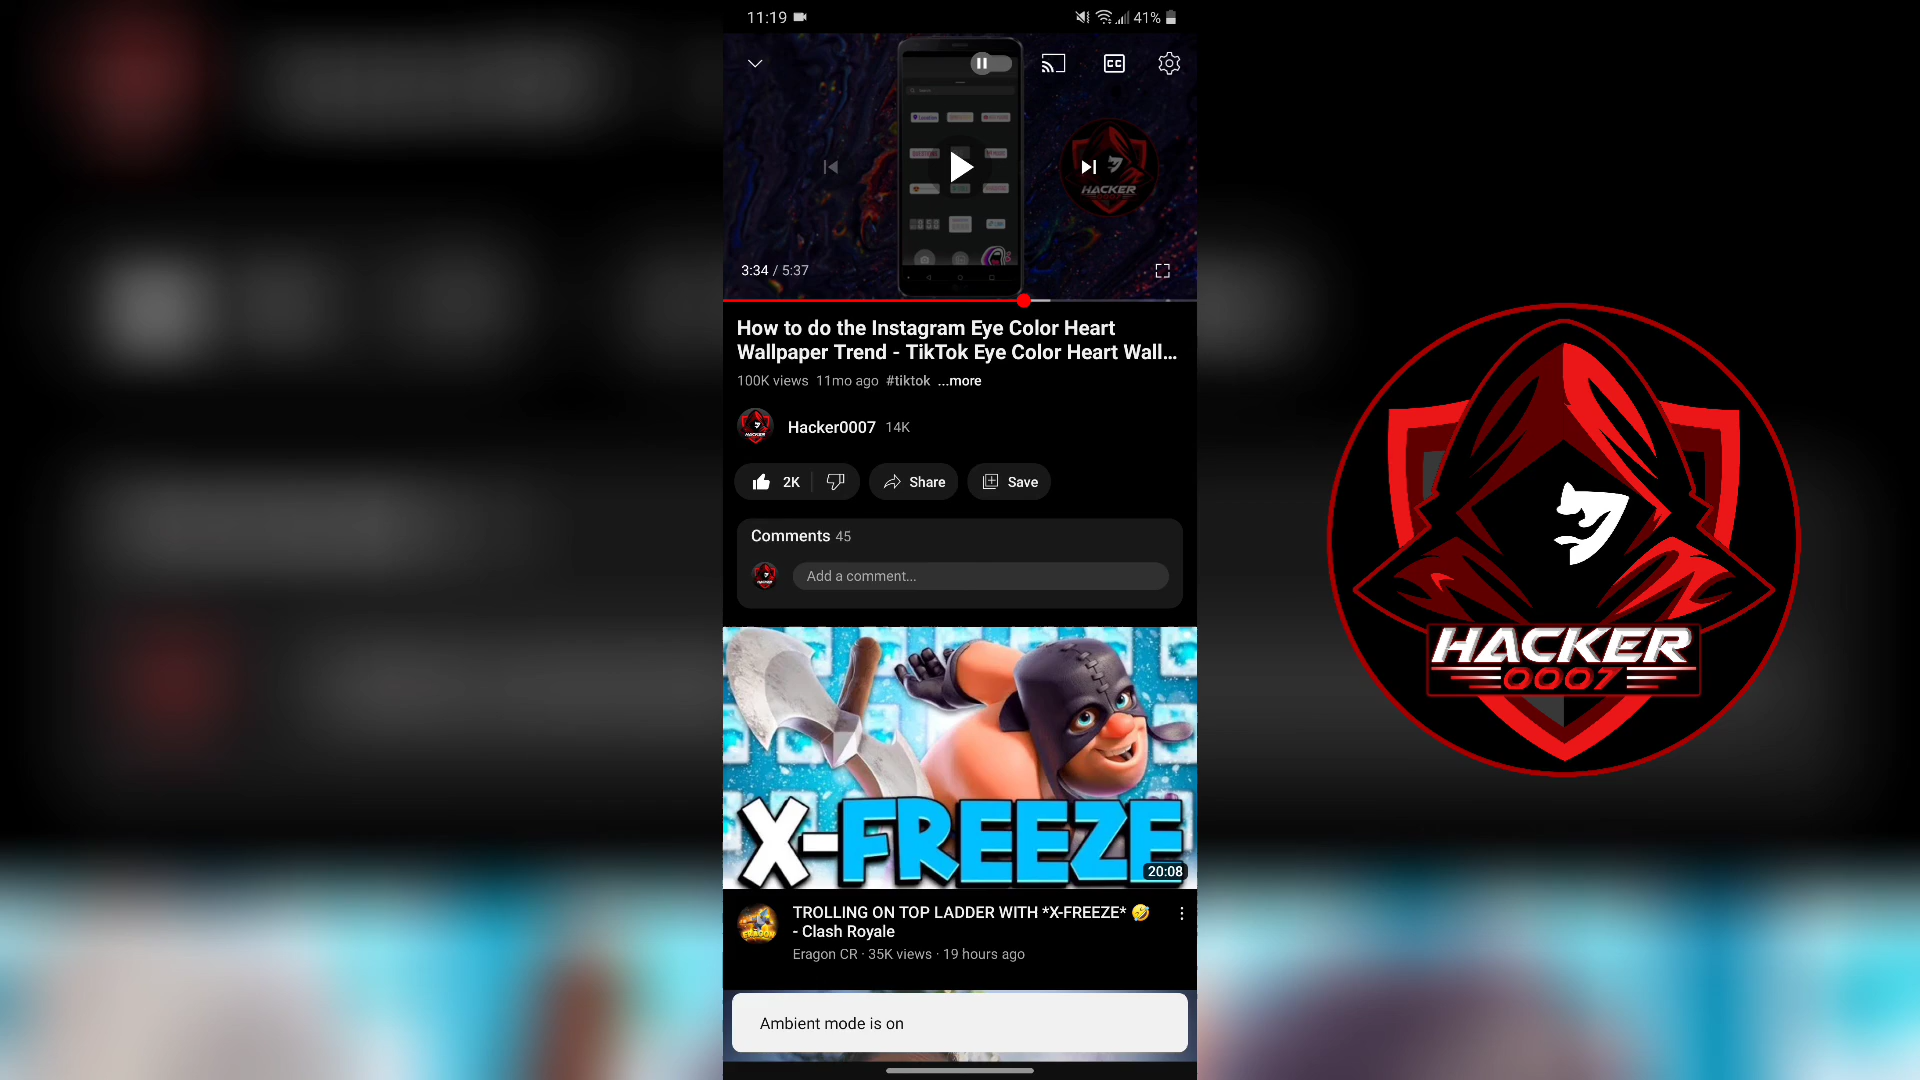 11:19
41%
Search
Location
HACKER
3:34 / 5:37
How to do the Instagram Eye Color Heart
Wallpaper Trend - TikTok Eye Color Heart Wall...
100K views 11mo ago #tiktok ...more
Hacker0007 14K
2K
Share
Save
Comments 45
Add a comment...
X-FREEZE
20:08
TROLLING ON TOP LADDER WITH *X-FREEZE* 🤣
- Clash Royale
Eragon CR · 35K views · 19 hours ago
Ambient mode is on
HACKER
0007